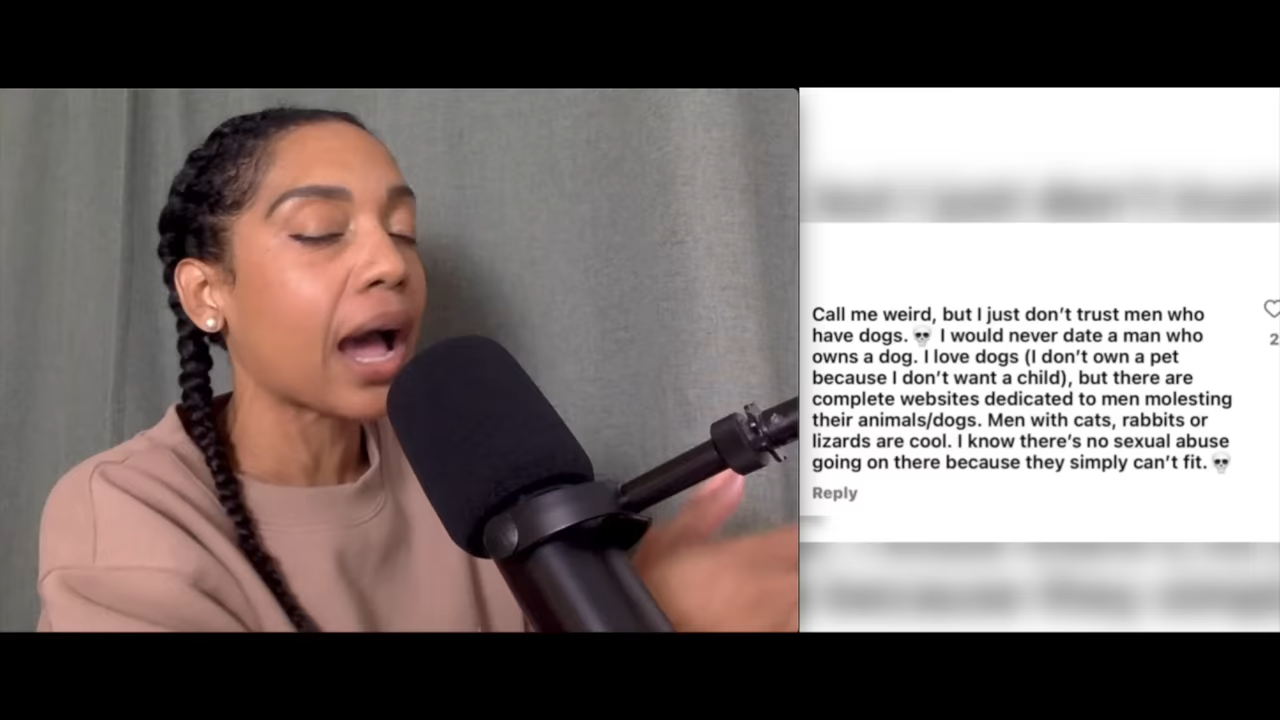 Call me weird, but I just don't trust men who
have dogs. 💀 I would never date a man who
owns a dog. I love dogs (I don't own a pet
because I don't want a child), but there are
complete websites dedicated to men molesting
their animals/dogs. Men with cats, rabbits or
lizards are cool. I know there's no sexual abuse
going on there because they simply can't fit. 💀
2
Reply